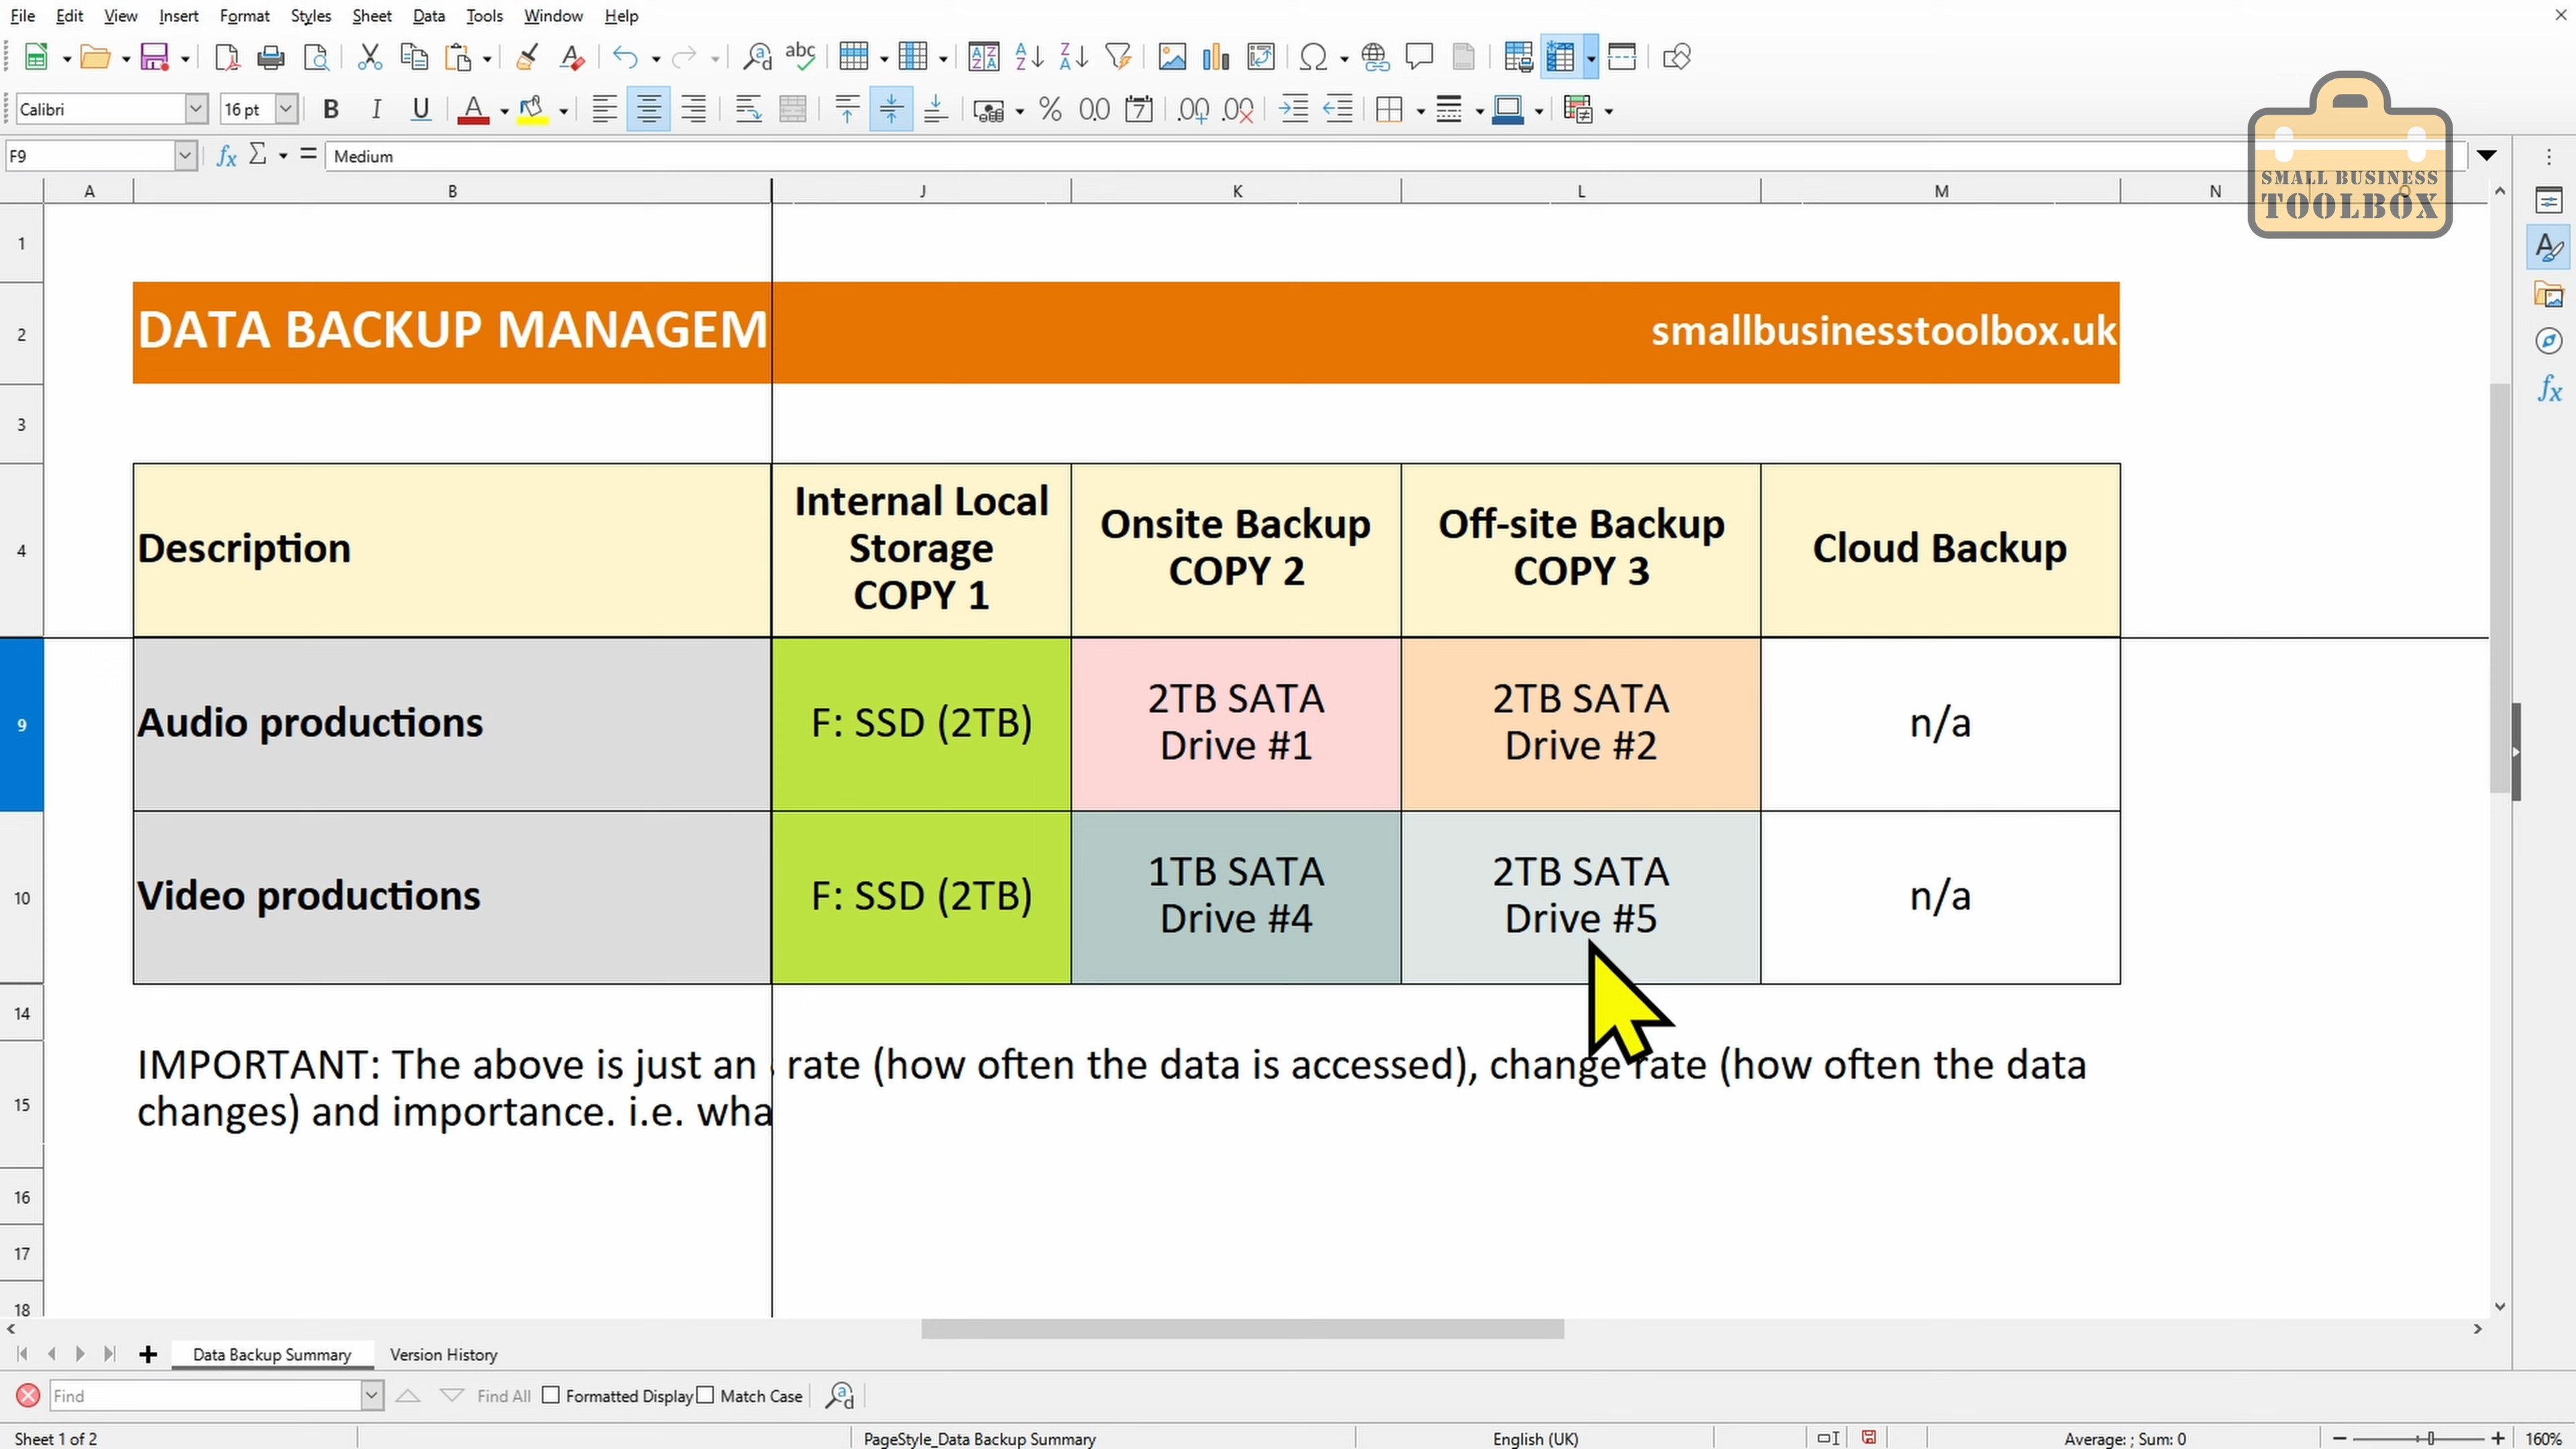 File Edit View Insert Format Styles Sheet Data Tools Window Help
Calibri 16 pt
F9 Medium
A B J K L M N O
SMALL BUSINESS
TOOLBOX
1
2 DATA BACKUP MANAGEM smallbusinesstoolbox.uk
3
4 Description
Internal Local
Storage
COPY 1
Onsite Backup
COPY 2
Off-site Backup
COPY 3
Cloud Backup
9 Audio productions
F: SSD (2TB)
2TB SATA
Drive #1
2TB SATA
Drive #2
n/a
10 Video productions
F: SSD (2TB)
1TB SATA
Drive #4
2TB SATA
Drive #5
n/a
14
15
IMPORTANT: The above is just an rate (how often the data is accessed), change rate (how often the data
changes) and importance. i.e. wha
16
17
18
Data Backup Summary Version History
Find Find All Formatted Display Match Case
Sheet 1 of 2 PageStyle_Data Backup Summary English (UK) Average: ; Sum: 0 160%